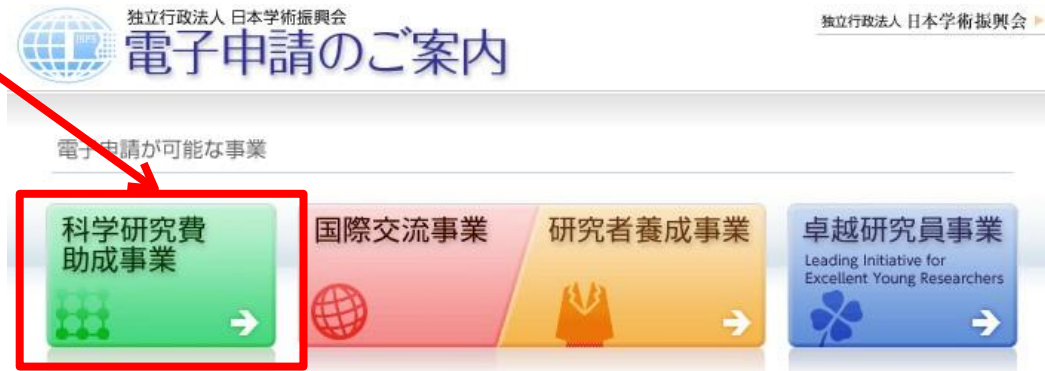 独立行政法人 日本学術振興会
電子申請のご案内
独立行政法人 日本学術振興会
電子申請が可能な事業
科学研究費
助成事業
国際交流事業
研究者養成事業
卓越研究員事業
Leading Initiative for
Excellent Young Researchers